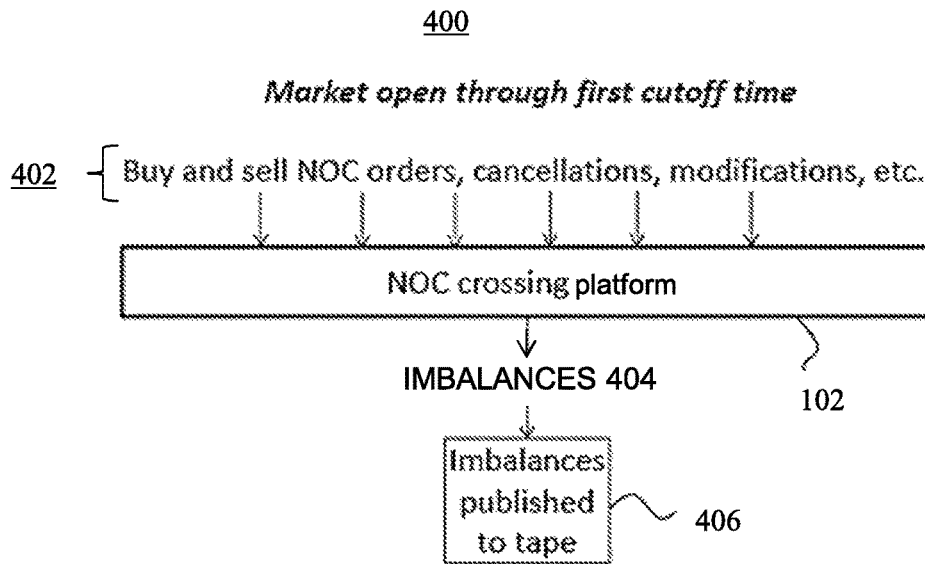 400
Market open through first cutoff time
402
Buy and sell NOC orders, cancellations, modifications, etc.
NOC crossing platform
IMBALANCES 404
102
Imbalances
published
to tape
406